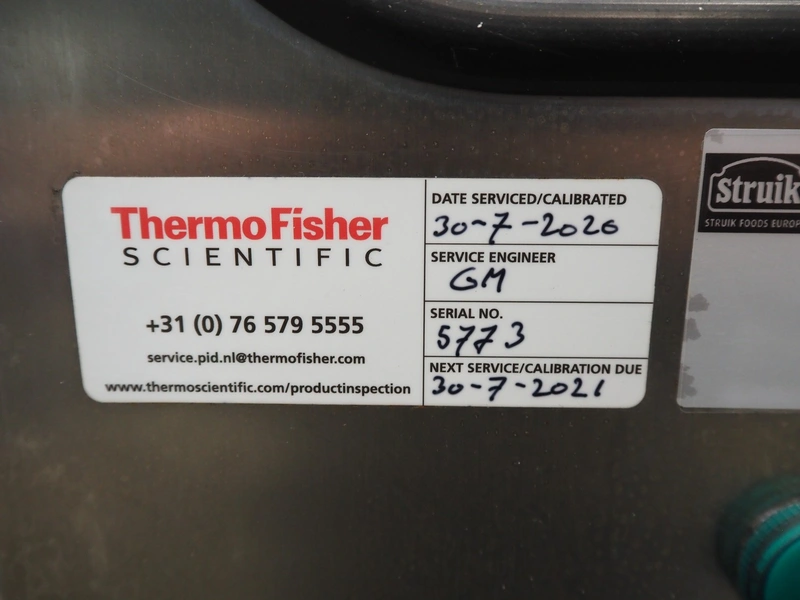 ThermoFisher
SCIENTIFIC
+31 (0) 76 579 5555
service.pid.nl@thermofisher.com
www.thermoscientific.com/productinspection
DATE SERVICED/CALIBRATED
30-7-2020
SERVICE ENGINEER
GM
SERIAL NO.
5773
NEXT SERVICE/CALIBRATION DUE
30-7-2021
Struik
STRUIK FOODS EUROP